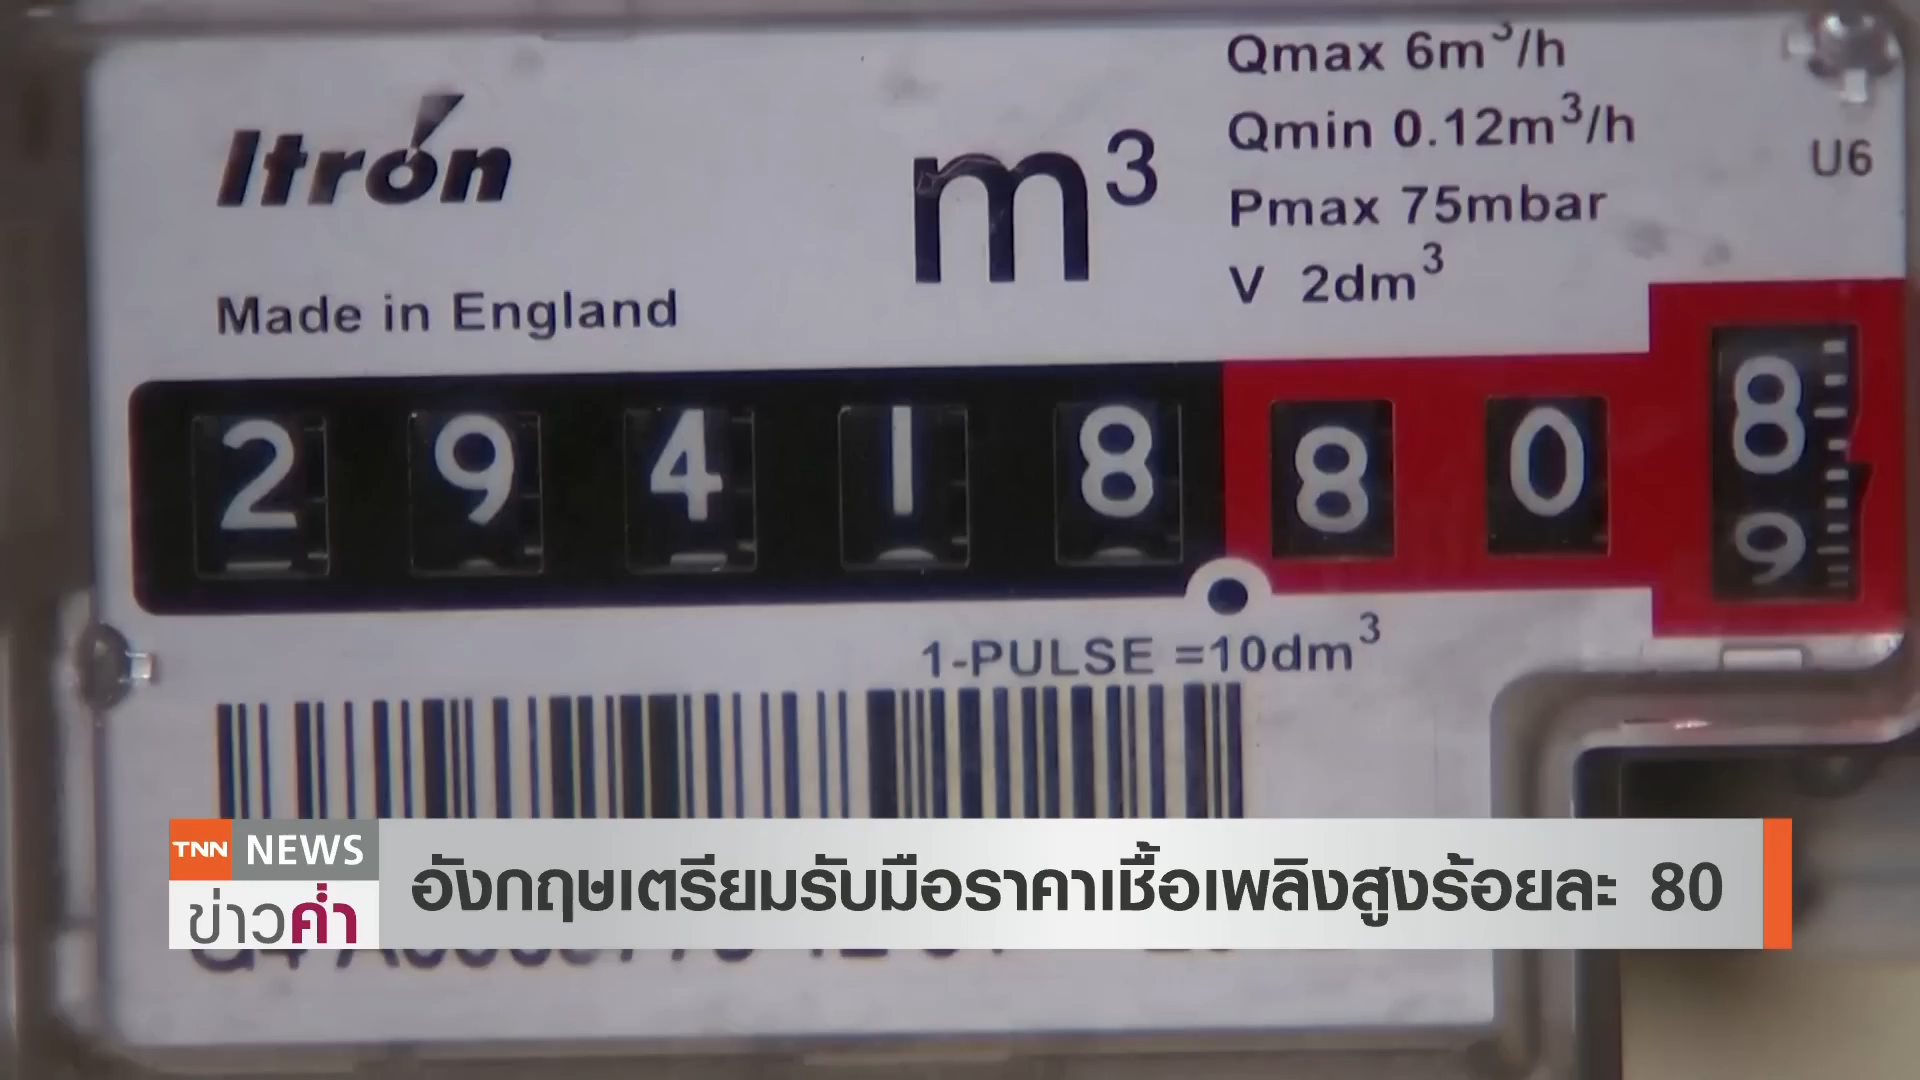 Itrón
Made in England
m³
Qmax 6m³/h
Qmin 0.12m³/h
Pmax 75mbar
V 2dm³
U6
2 9 4 1 8 8 0 8
9
1-PULSE =10dm³
TNN NEWS
ข่าวค่ำ
อังกฤษเตรียมรับมือราคาเชื้อเพลิงสูงร้อยละ 80